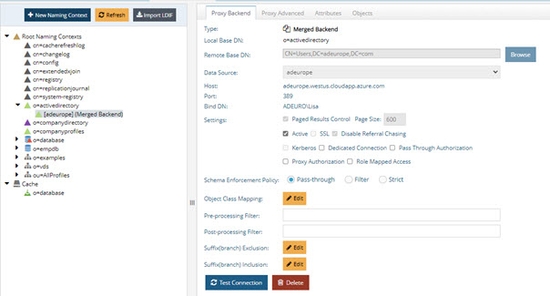 New Naming Context
Refresh
Import LDIF
Root Naming Contexts
cn=cacherefreshlog
cn=changelog
cn=config
cn=extendedjoin
cn=registry
cn=replicationjournal
cn=system-registry
o=activedirectory
[adeurope] (Merged Backend)
o=companydirectory
o=companyprofiles
o=database
o=empdb
o=examples
o=vds
ou=AllProfiles
Cache
o=database
Proxy Backend
Proxy Advanced
Attributes
Objects
Type: Merged Backend
Local Base DN: o=activedirectory
Remote Base DN: CN=Users,DC=adeurope,DC=com Browse
Data Source: adeurope
Host: adeurope.westus.cloudapp.azure.com
Port: 389
Bind DN: ADEURO\Lisa
Settings: Paged Results Control Page Size: 600
Active SSL Disable Referral Chasing
Kerberos Dedicated Connection Pass Through Authorization
Proxy Authorization Role Mapped Access
Schema Enforcement Policy: Pass-through Filter Strict
Object Class Mapping: Edit
Pre-processing Filter:
Post-processing Filter:
Suffix(branch) Exclusion: Edit
Suffix(branch) Inclusion: Edit
Test Connection Delete